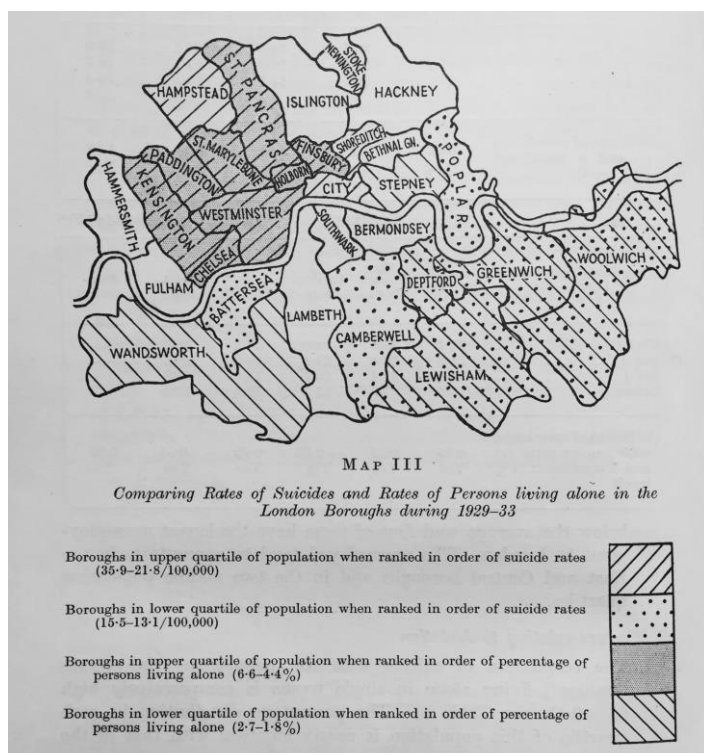 HAMPSTEAD
ST. PANCRAS
ISLINGTON
STOKE
NEWINGTON
HACKNEY
HAMMERSMITH
KENSINGTON
PADDINGTON
ST. MARYLEBONE
HOLBORN
FINSBURY
SHOREDITCH
BETHNAL GN.
POPLAR
CITY
STEPNEY
WESTMINSTER
CHELSEA
FULHAM
SOUTHWARK
BERMONDSEY
DEPTFORD
GREENWICH
WOOLWICH
BATTERSEA
LAMBETH
CAMBERWELL
WANDSWORTH
LEWISHAM
MAP III
Comparing Rates of Suicides and Rates of Persons living alone in the
London Boroughs during 1929–33
Boroughs in upper quartile of population when ranked in order of suicide rates
(35·9–21·8/100,000)
Boroughs in lower quartile of population when ranked in order of suicide rates
(15·5–13·1/100,000)
Boroughs in upper quartile of population when ranked in order of percentage of
persons living alone (6·6–4·4%)
Boroughs in lower quartile of population when ranked in order of percentage of
persons living alone (2·7–1·8%)